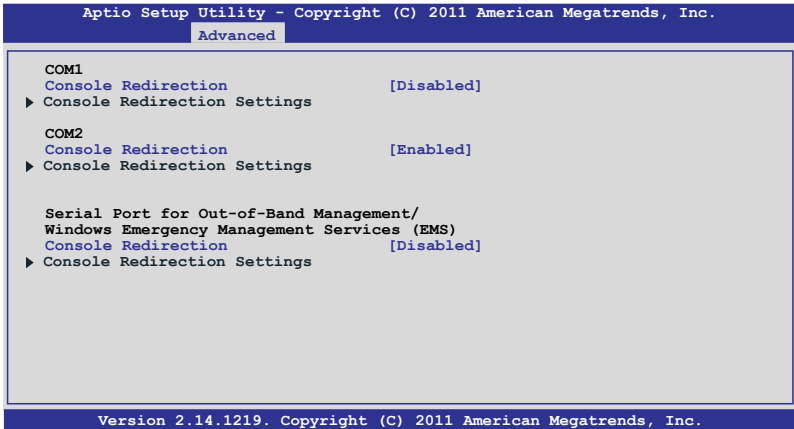 Aptio Setup Utility - Copyright (C) 2011 American Megatrends, Inc.
Advanced
COM1
Console Redirection [Disabled]
Console Redirection Settings
COM2
Console Redirection [Enabled]
Console Redirection Settings
Serial Port for Out-of-Band Management/
Windows Emergency Management Services (EMS)
Console Redirection [Disabled]
Console Redirection Settings
Version 2.14.1219. Copyright (C) 2011 American Megatrends, Inc.